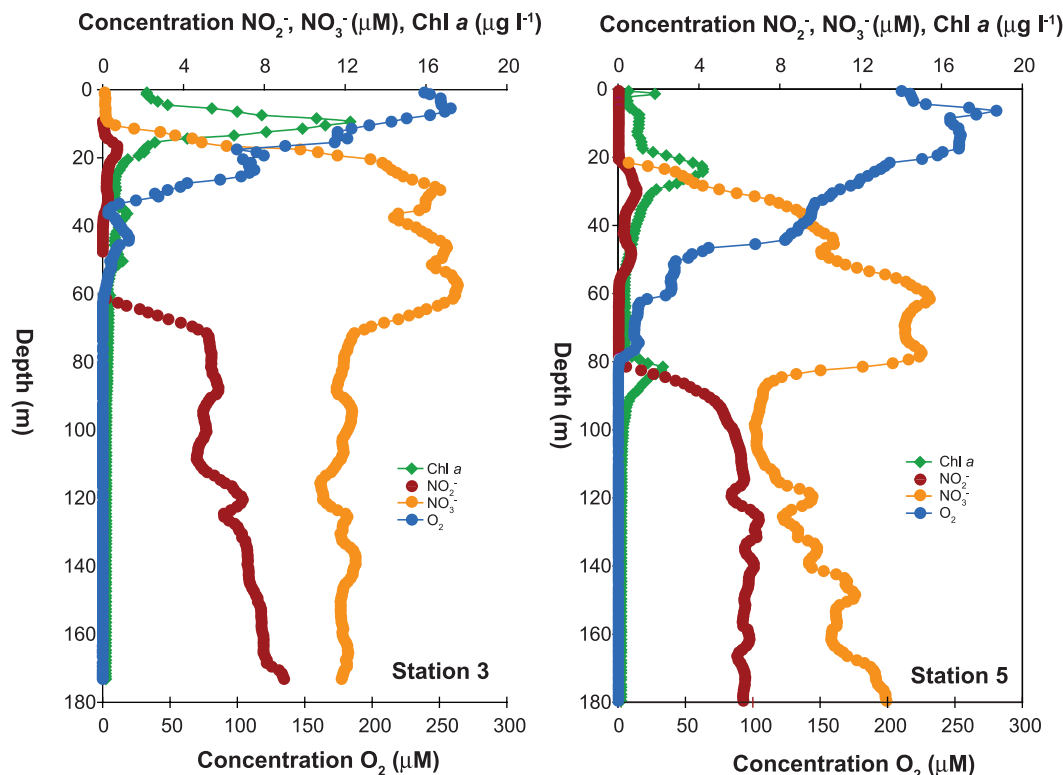 Concentration NO₂⁻, NO₃⁻ (µM), Chl a (µg l⁻¹)
0 4 8 12 16 20
0
20
40
60
80
100
120
140
160
180
Depth (m)
Chl a
NO₂⁻
NO₃⁻
O₂
Station 3
0 50 100 150 200 250 300
Concentration O₂ (µM)
Concentration NO₂⁻, NO₃⁻ (µM), Chl a (µg l⁻¹)
0 4 8 12 16 20
0
20
40
60
80
100
120
140
160
180
Depth (m)
Chl a
NO₂⁻
NO₃⁻
O₂
Station 5
0 50 100 150 200 250 300
Concentration O₂ (µM)